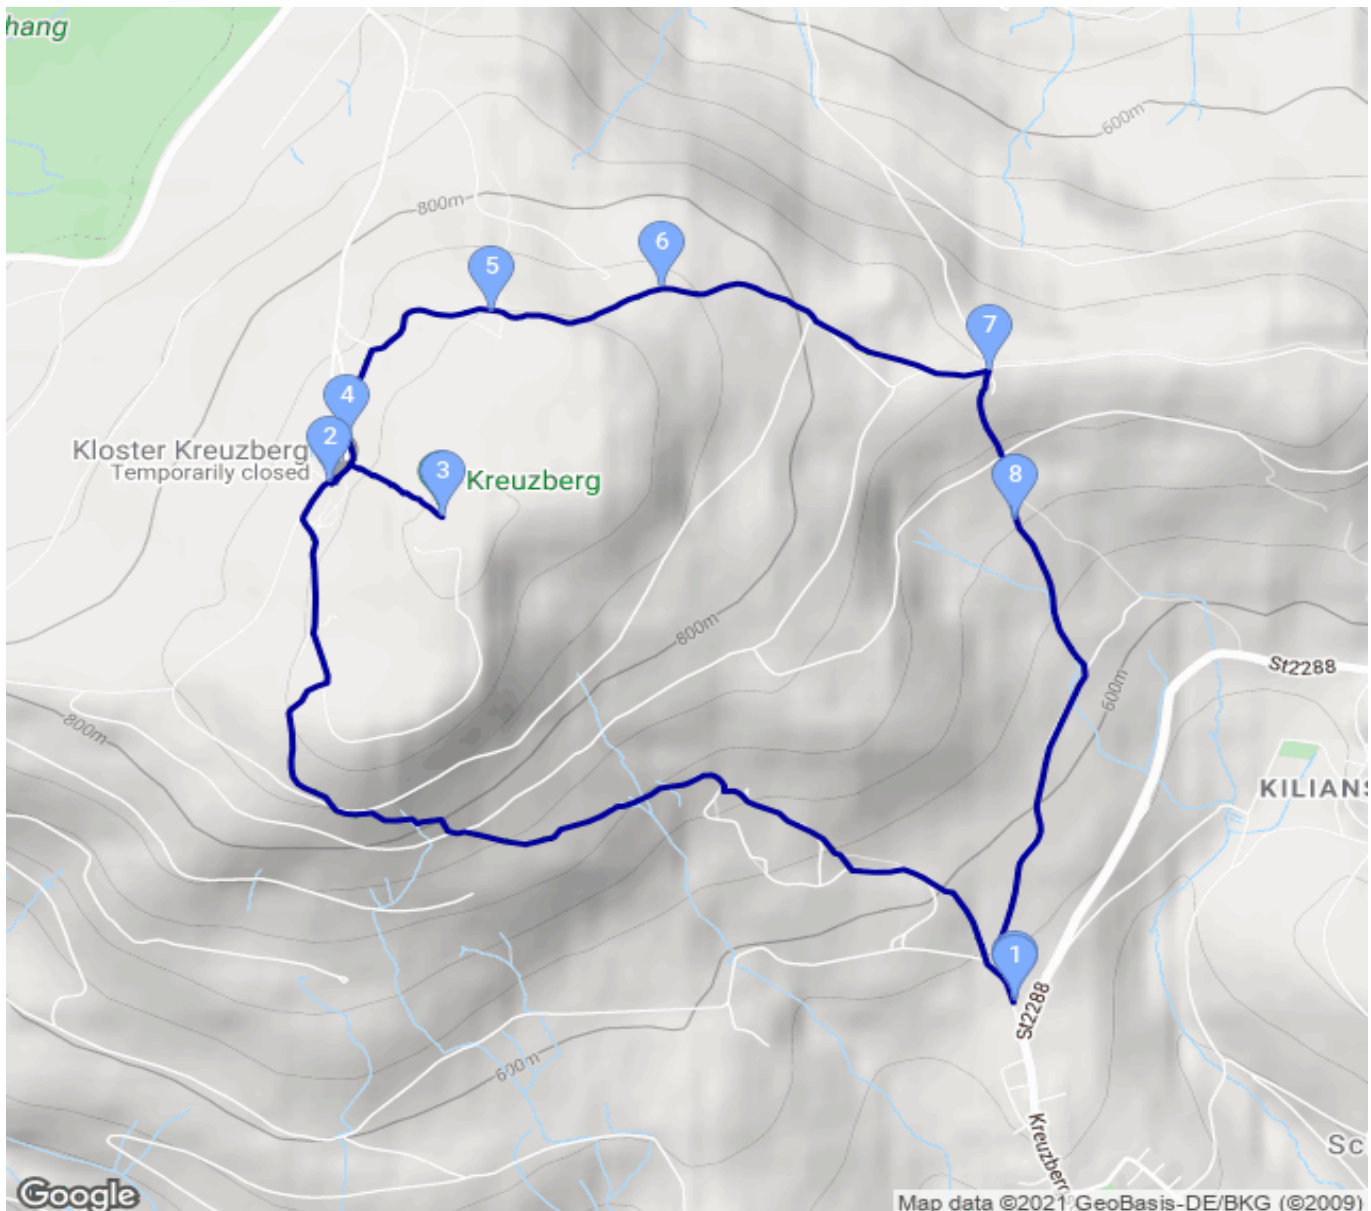 hang
600m
800m
6
5
7
4
2
Kloster Kreuzberg
Temporarily closed
3
Kreuzberg
8
800m
St2288
600m
800m
KILIANS
1
St2288
600m
Kreuzberg
Sc
Google
Map data ©2021 GeoBasis-DE/BKG (©2009)